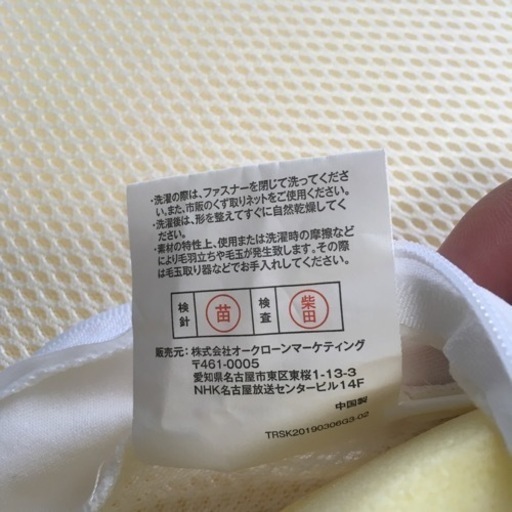 ・洗濯の際は、ファスナーを閉じて洗ってくださ
い。また、市販のくず取りネットをご使用ください。
・洗濯後は、形を整えてすぐに自然乾燥してく
ださい。
・素材の特性上、使用または洗濯時の摩擦など
により毛羽立ちや毛玉が発生致します。その際
は毛玉取り器などでお手入れしてください。
検針 苗 検査 柴田
販売元：株式会社オークローンマーケティング
〒461-0005
愛知県名古屋市東区東桜1-13-3
NHK名古屋放送センタービル14F
中国製
TRSK20190306G3-02